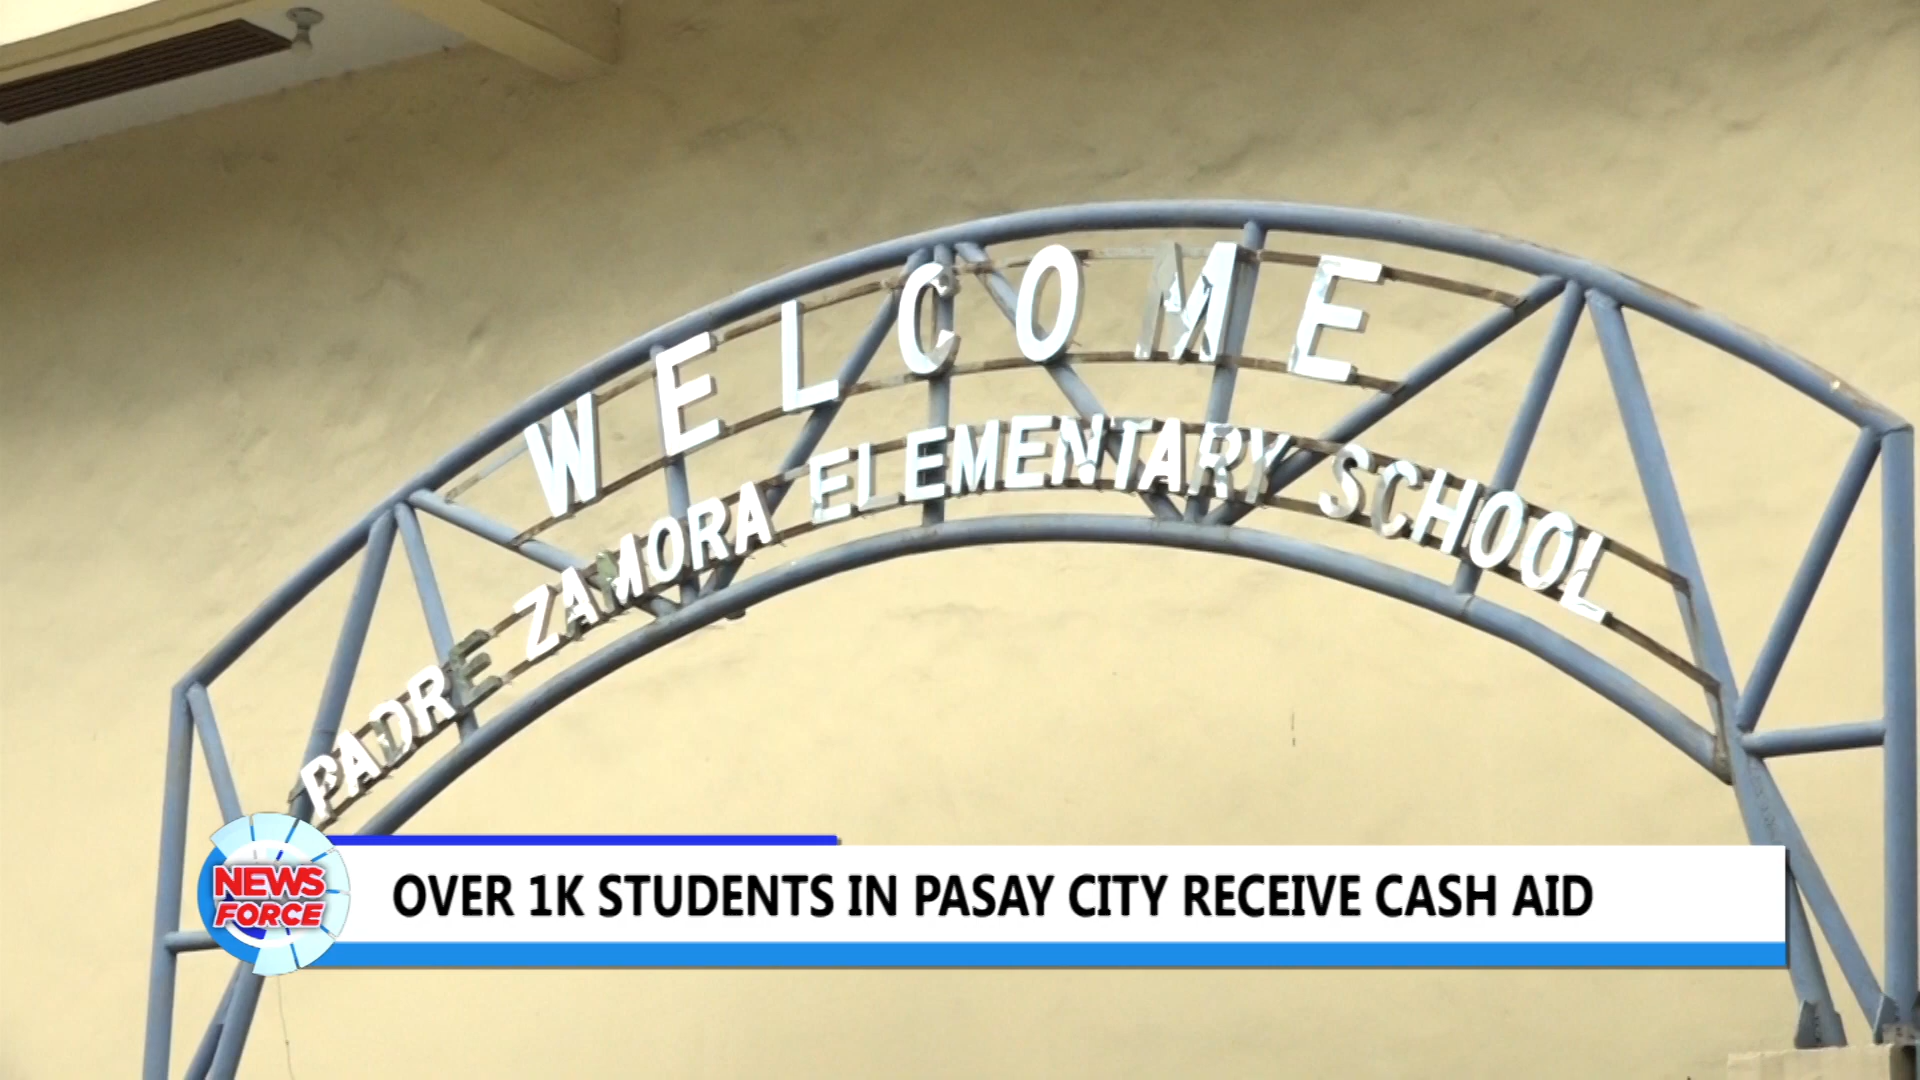 WELCOME
PADRE ZAMORA ELEMENTARY SCHOOL
NEWS
FORCE
OVER 1K STUDENTS IN PASAY CITY RECEIVE CASH AID